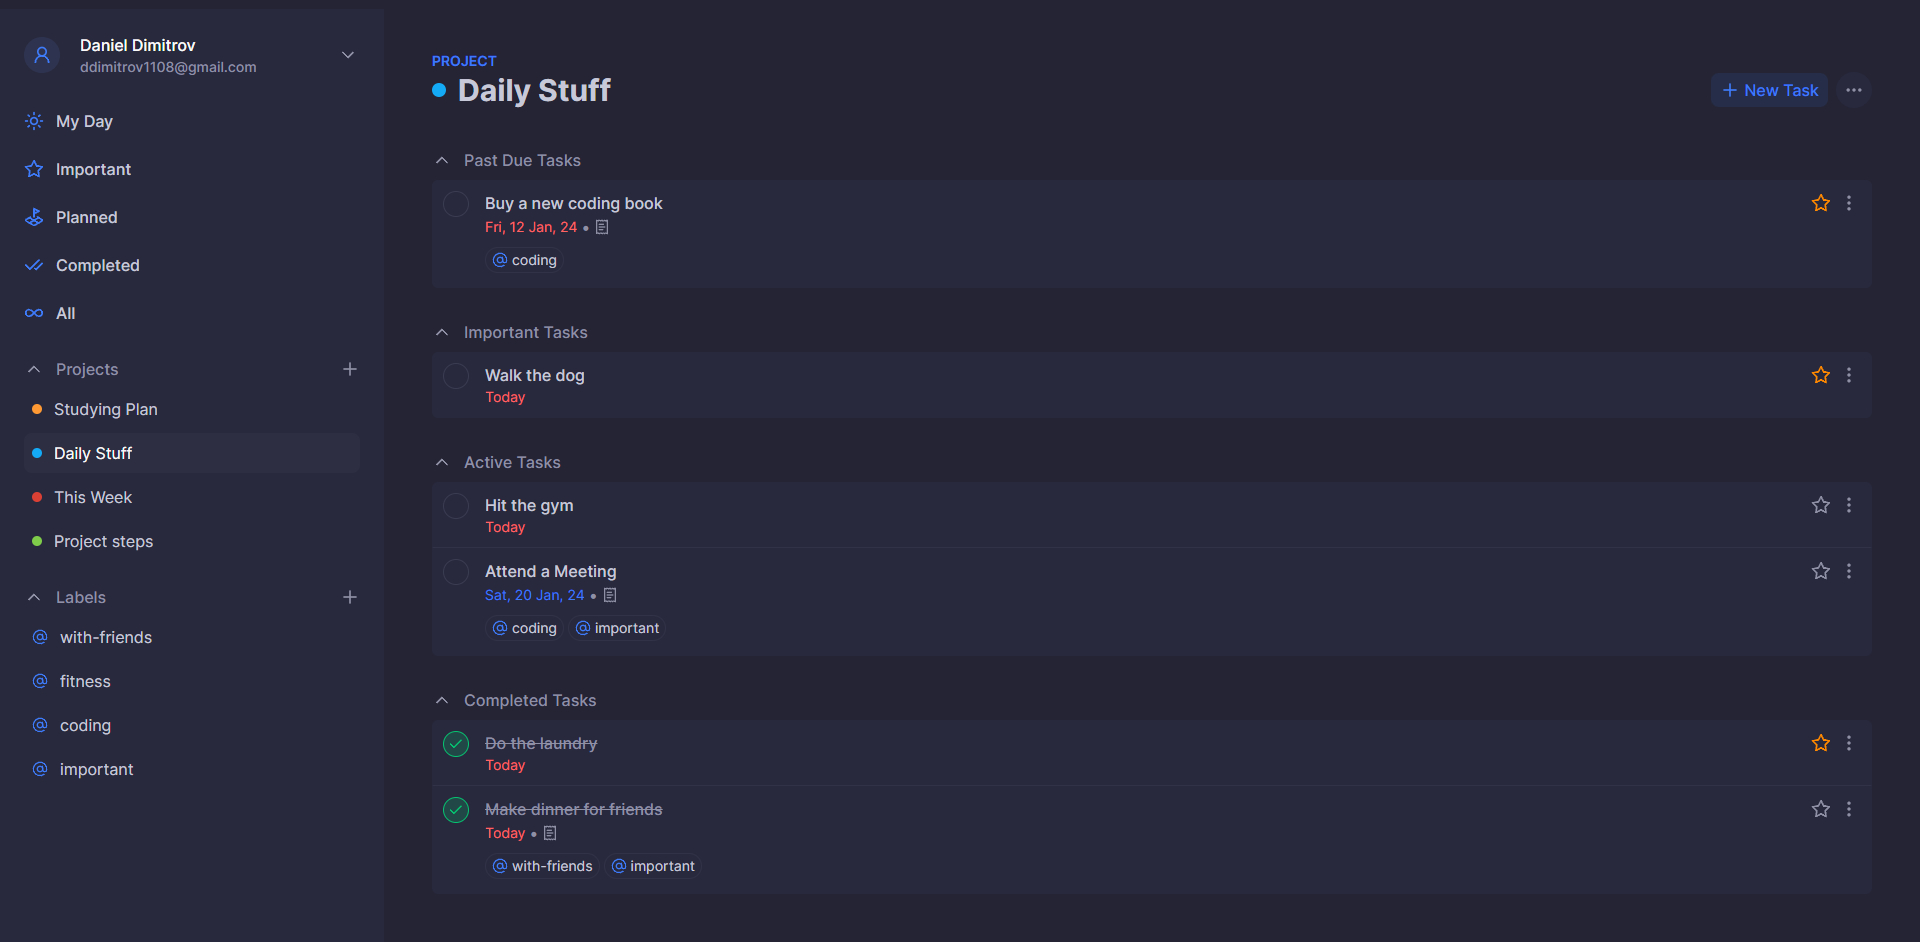 Daniel Dimitrov
ddimitrov1108@gmail.com
My Day
Important
Planned
Completed
All
Projects
Studying Plan
Daily Stuff
This Week
Project steps
Labels
@ with-friends
@ fitness
@ coding
@ important
PROJECT
Daily Stuff
+ New Task
Past Due Tasks
Buy a new coding book
Fri, 12 Jan, 24 •
@ coding
Important Tasks
Walk the dog
Today
Active Tasks
Hit the gym
Today
Attend a Meeting
Sat, 20 Jan, 24 •
@ coding @ important
Completed Tasks
Do the laundry
Today
Make dinner for friends
Today •
@ with-friends @ important